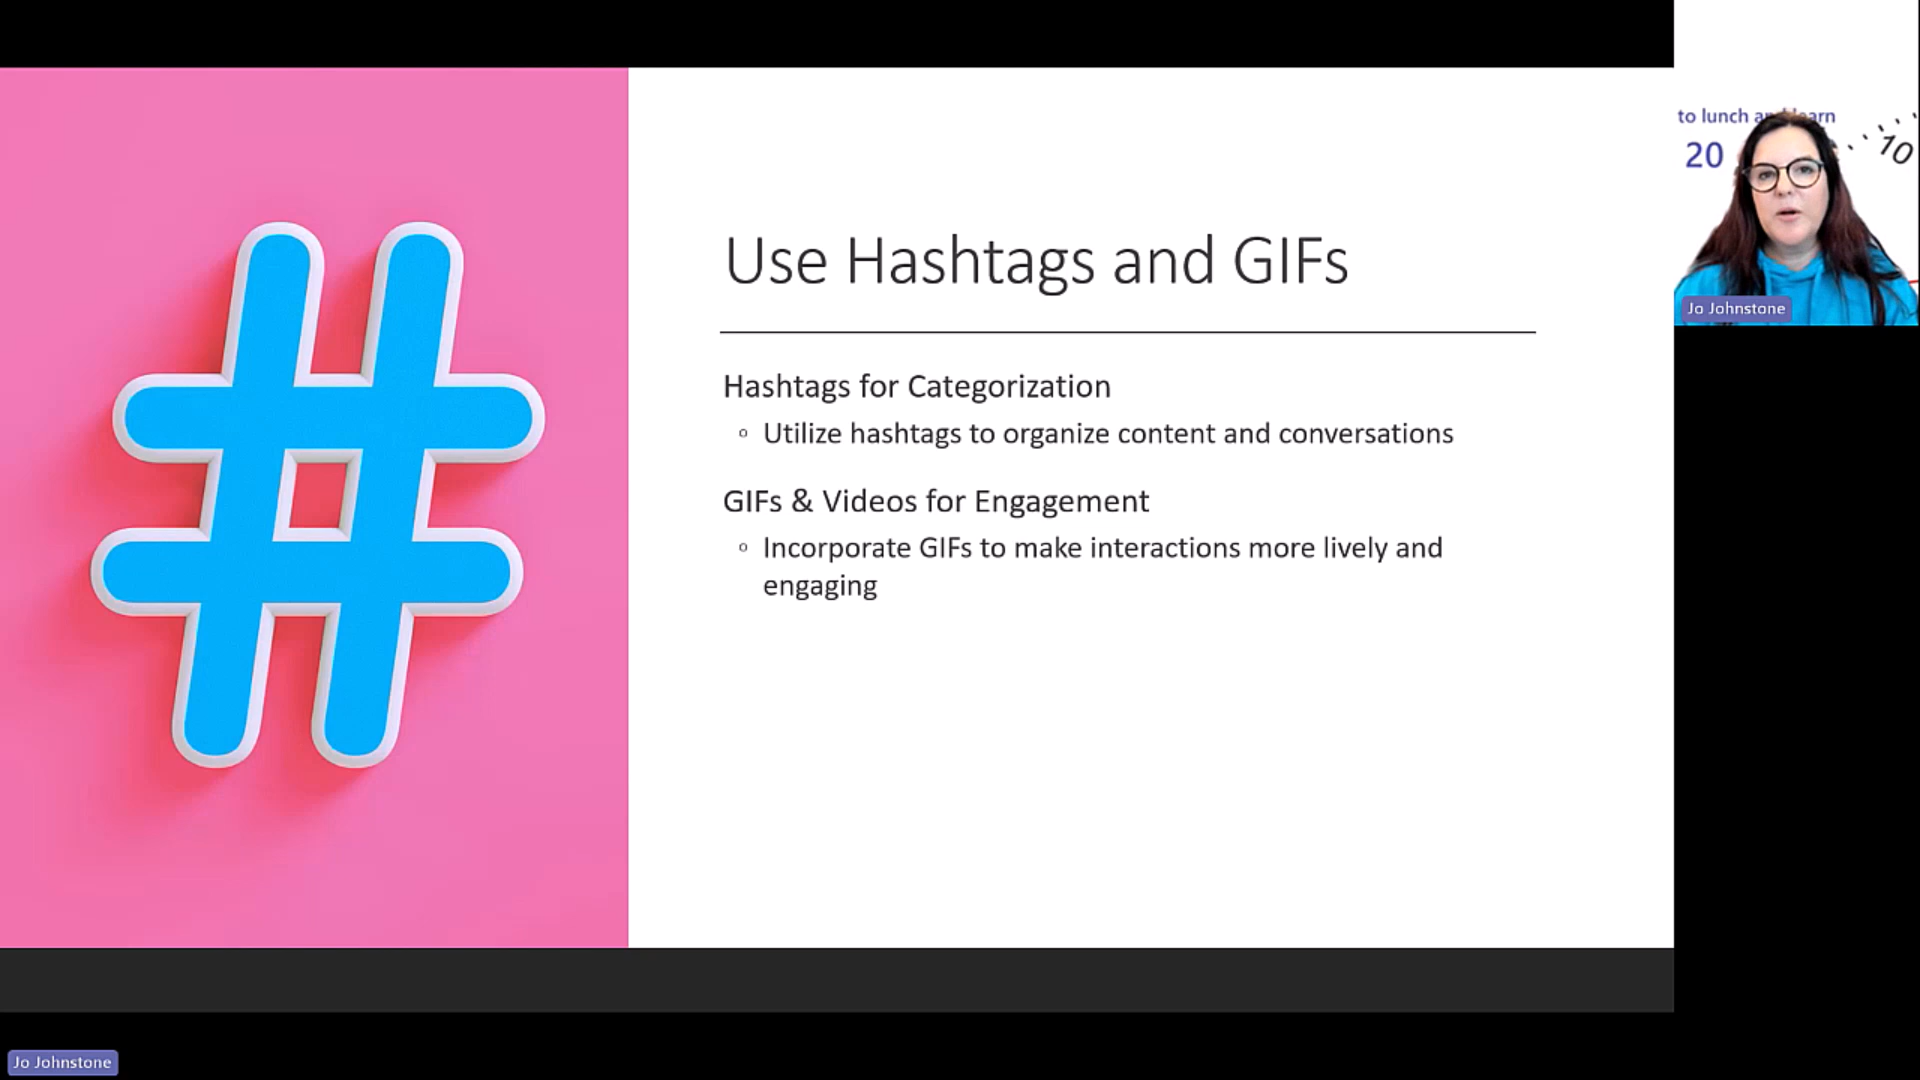 Use Hashtags and GIFs
Hashtags for Categorization
Utilize hashtags to organize content and conversations
GIFs & Videos for Engagement
Incorporate GIFs to make interactions more lively and
engaging
to lunch and learn
20
10
Jo Johnstone
Jo Johnstone